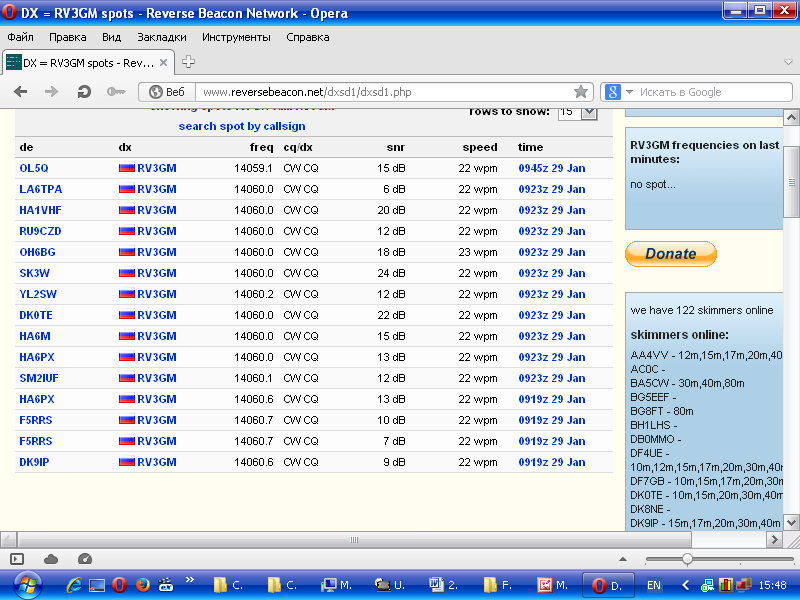 DX = RV3GM spots - Reverse Beacon Network - Opera
Файл Правка Вид Закладки Инструменты Справка
DX = RV3GM spots - Rev...
Веб www.reversebeacon.net/dxsd1/dxsd1.php Искать в Google
rows to show: 15
search spot by callsign
de dx freq cq/dx snr speed time
OL5Q RV3GM 14059.1 CW CQ 15 dB 22 wpm 0945z 29 Jan
LA6TPA RV3GM 14060.0 CW CQ 6 dB 22 wpm 0923z 29 Jan
HA1VHF RV3GM 14060.0 CW CQ 20 dB 22 wpm 0923z 29 Jan
RU9CZD RV3GM 14060.0 CW CQ 12 dB 22 wpm 0923z 29 Jan
OH6BG RV3GM 14060.0 CW CQ 18 dB 23 wpm 0923z 29 Jan
SK3W RV3GM 14060.0 CW CQ 24 dB 22 wpm 0923z 29 Jan
YL2SW RV3GM 14060.2 CW CQ 12 dB 22 wpm 0923z 29 Jan
DK0TE RV3GM 14060.0 CW CQ 22 dB 22 wpm 0923z 29 Jan
HA6M RV3GM 14060.0 CW CQ 15 dB 22 wpm 0923z 29 Jan
HA6PX RV3GM 14060.0 CW CQ 13 dB 22 wpm 0923z 29 Jan
SM2IUF RV3GM 14060.1 CW CQ 12 dB 22 wpm 0923z 29 Jan
HA6PX RV3GM 14060.6 CW CQ 13 dB 22 wpm 0919z 29 Jan
F5RRS RV3GM 14060.7 CW CQ 10 dB 22 wpm 0919z 29 Jan
F5RRS RV3GM 14060.7 CW CQ 7 dB 22 wpm 0919z 29 Jan
DK9IP RV3GM 14060.6 CW CQ 9 dB 22 wpm 0919z 29 Jan
RV3GM frequencies on last
minutes:
no spot...
Donate
we have 122 skimmers online
skimmers online:
AA4VV - 12m,15m,17m,20m,40
AC0C -
BA5CW - 30m,40m,80m
BG5EEF -
BG8FT - 80m
BH1LHS -
DB0MMO -
DF4UE -
10m,12m,15m,17m,20m,30m,40m
DF7GB - 10m,15m,17m,20m,30m
DK0TE - 10m,15m,20m,30m,40m
DK8NE -
DK9IP - 15m,17m,20m,30m,40m
C. C. M. U. 2. F. M. D. EN 15:48